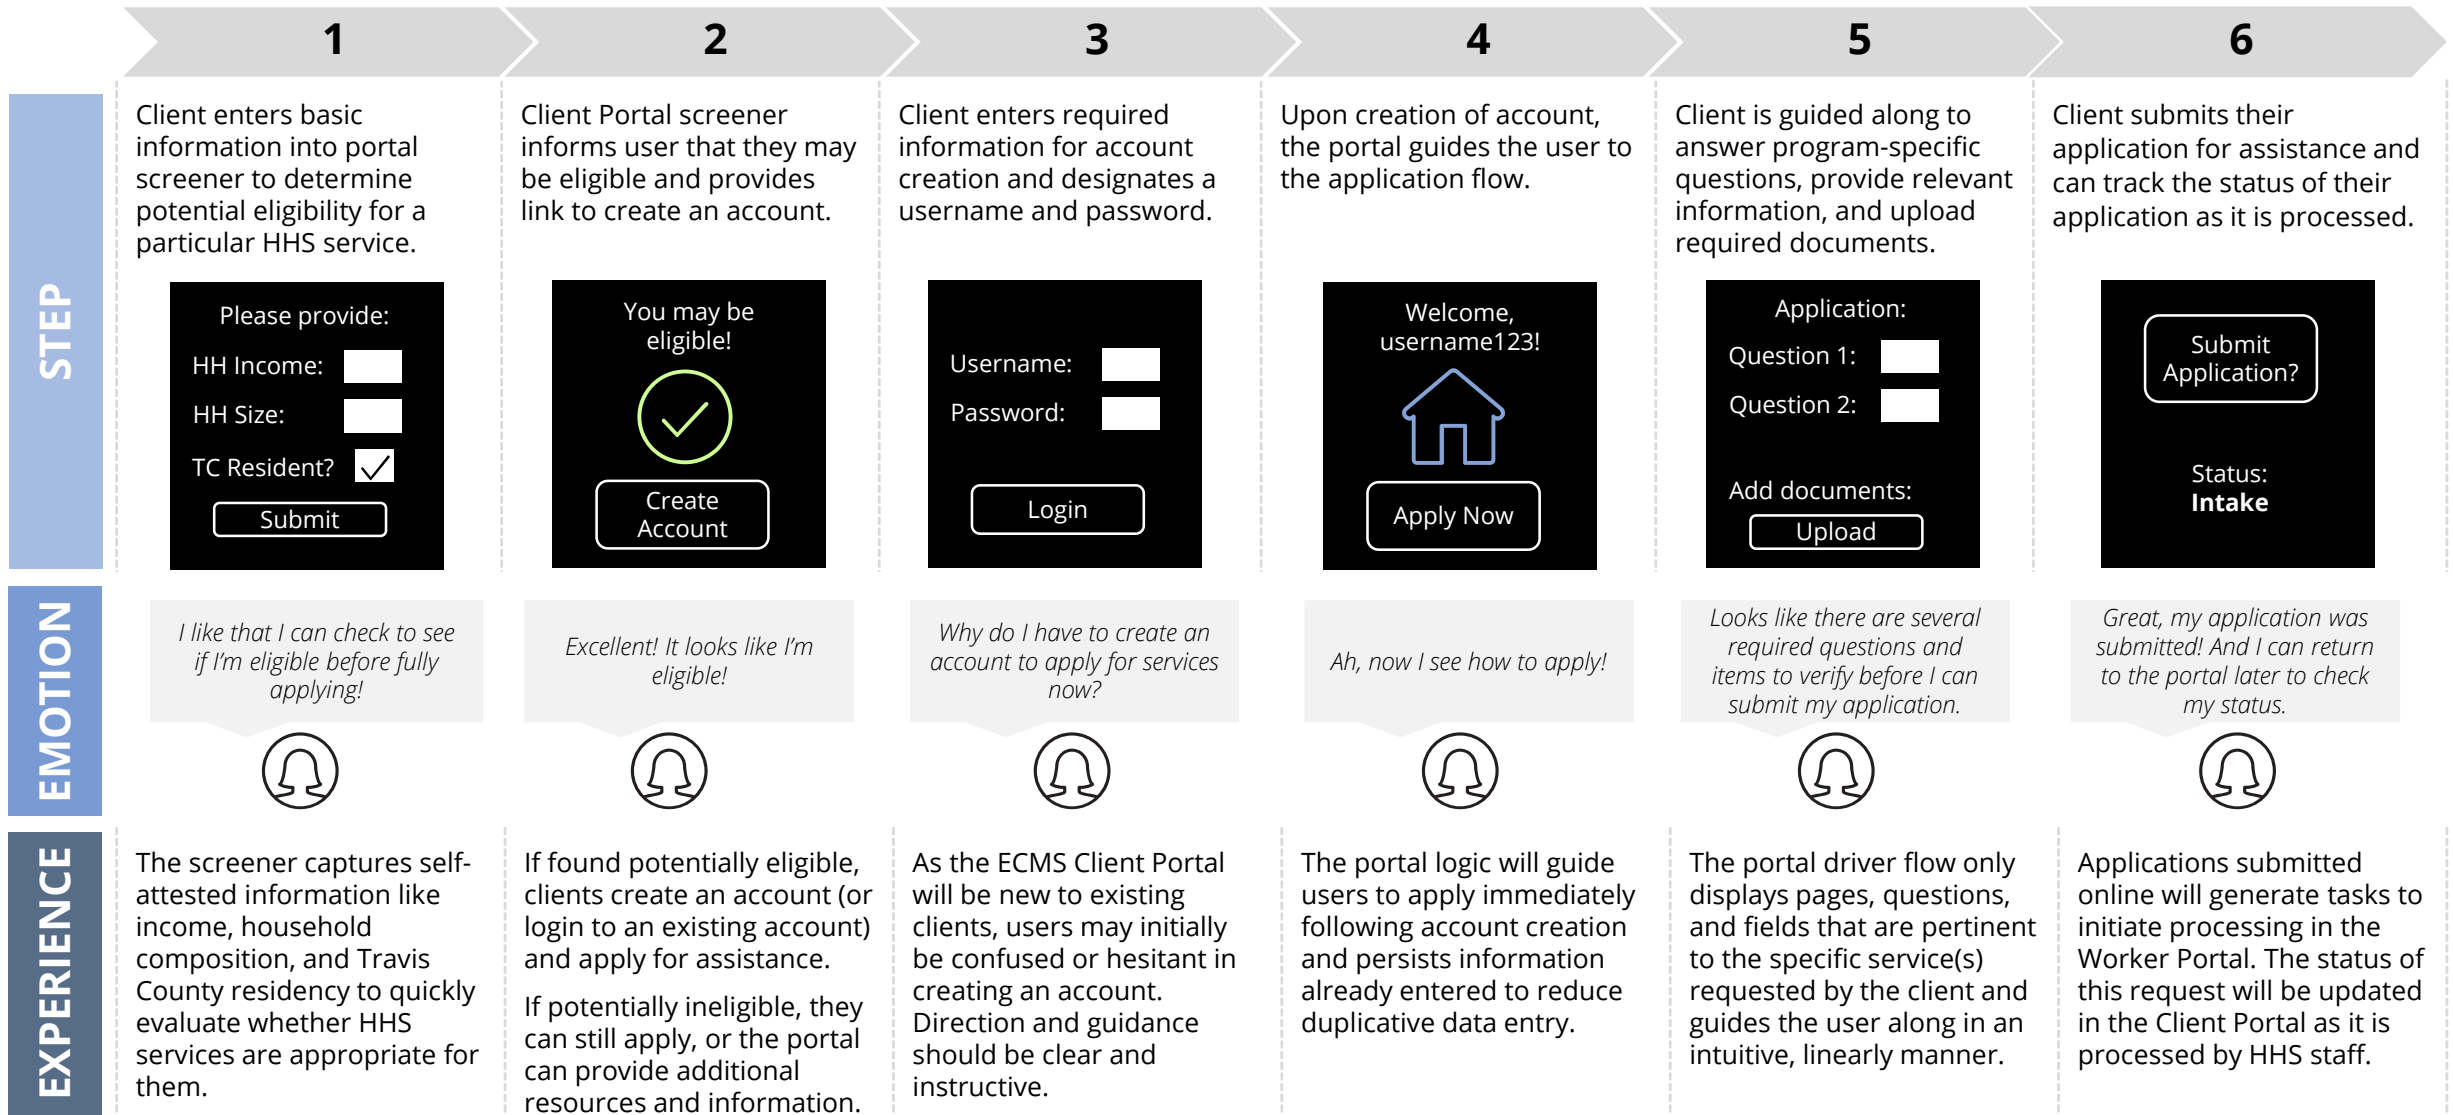 1
2
3
4
5
6
STEP
Client enters basic
information into portal
screener to determine
potential eligibility for a
particular HHS service.
Client Portal screener
informs user that they may
be eligible and provides
link to create an account.
Client enters required
information for account
creation and designates a
username and password.
Upon creation of account,
the portal guides the user to
the application flow.
Client is guided along to
answer program-specific
questions, provide relevant
information, and upload
required documents.
Client submits their
application for assistance and
can track the status of their
application as it is processed.
Please provide:
HH Income:
HH Size:
TC Resident?
Submit
You may be
eligible!
Create
Account
Username:
Password:
Login
Welcome,
username123!
Apply Now
Application:
Question 1:
Question 2:
Add documents:
Upload
Submit
Application?
Status:
Intake
EMOTION
I like that I can check to see
if I'm eligible before fully
applying!
Excellent! It looks like I'm
eligible!
Why do I have to create an
account to apply for services
now?
Ah, now I see how to apply!
Looks like there are several
required questions and
items to verify before I can
submit my application.
Great, my application was
submitted! And I can return
to the portal later to check
my status.
EXPERIENCE
The screener captures self-
attested information like
income, household
composition, and Travis
County residency to quickly
evaluate whether HHS
services are appropriate for
them.
If found potentially eligible,
clients create an account (or
login to an existing account)
and apply for assistance.
If potentially ineligible, they
can still apply, or the portal
can provide additional
resources and information.
As the ECMS Client Portal
will be new to existing
clients, users may initially
be confused or hesitant in
creating an account.
Direction and guidance
should be clear and
instructive.
The portal logic will guide
users to apply immediately
following account creation
and persists information
already entered to reduce
duplicative data entry.
The portal driver flow only
displays pages, questions,
and fields that are pertinent
to the specific service(s)
requested by the client and
guides the user along in an
intuitive, linearly manner.
Applications submitted
online will generate tasks to
initiate processing in the
Worker Portal. The status of
this request will be updated
in the Client Portal as it is
processed by HHS staff.